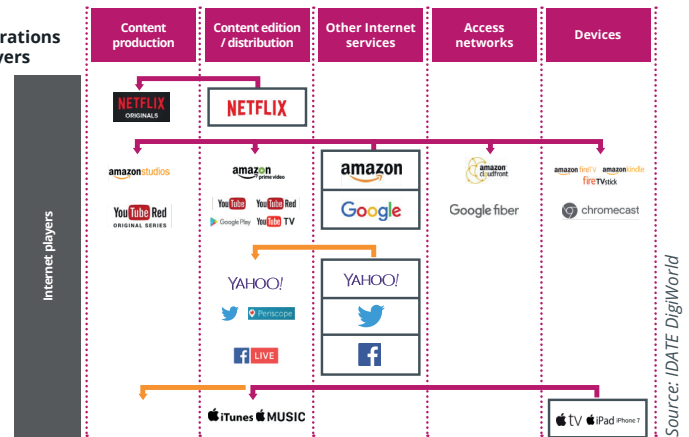 rations
yers
Content
production
Content edition
/ distribution
Other Internet
services
Access
networks
Devices
Internet players
NETFLIX
ORIGINALS
NETFLIX
amazonstudios
amazon
prime video
amazon
amazon
cloudfront
amazon fireTV amazonkindle
fireTVstick
YouTube Red
ORIGINAL SERIES
YouTube YouTube Red
Google Play YouTube TV
Google
Google fiber
chromecast
YAHOO!
YAHOO!
Periscope
f LIVE
f
iTunes MUSIC
tv iPad iPhone 7
Source: IDATE DigiWorld